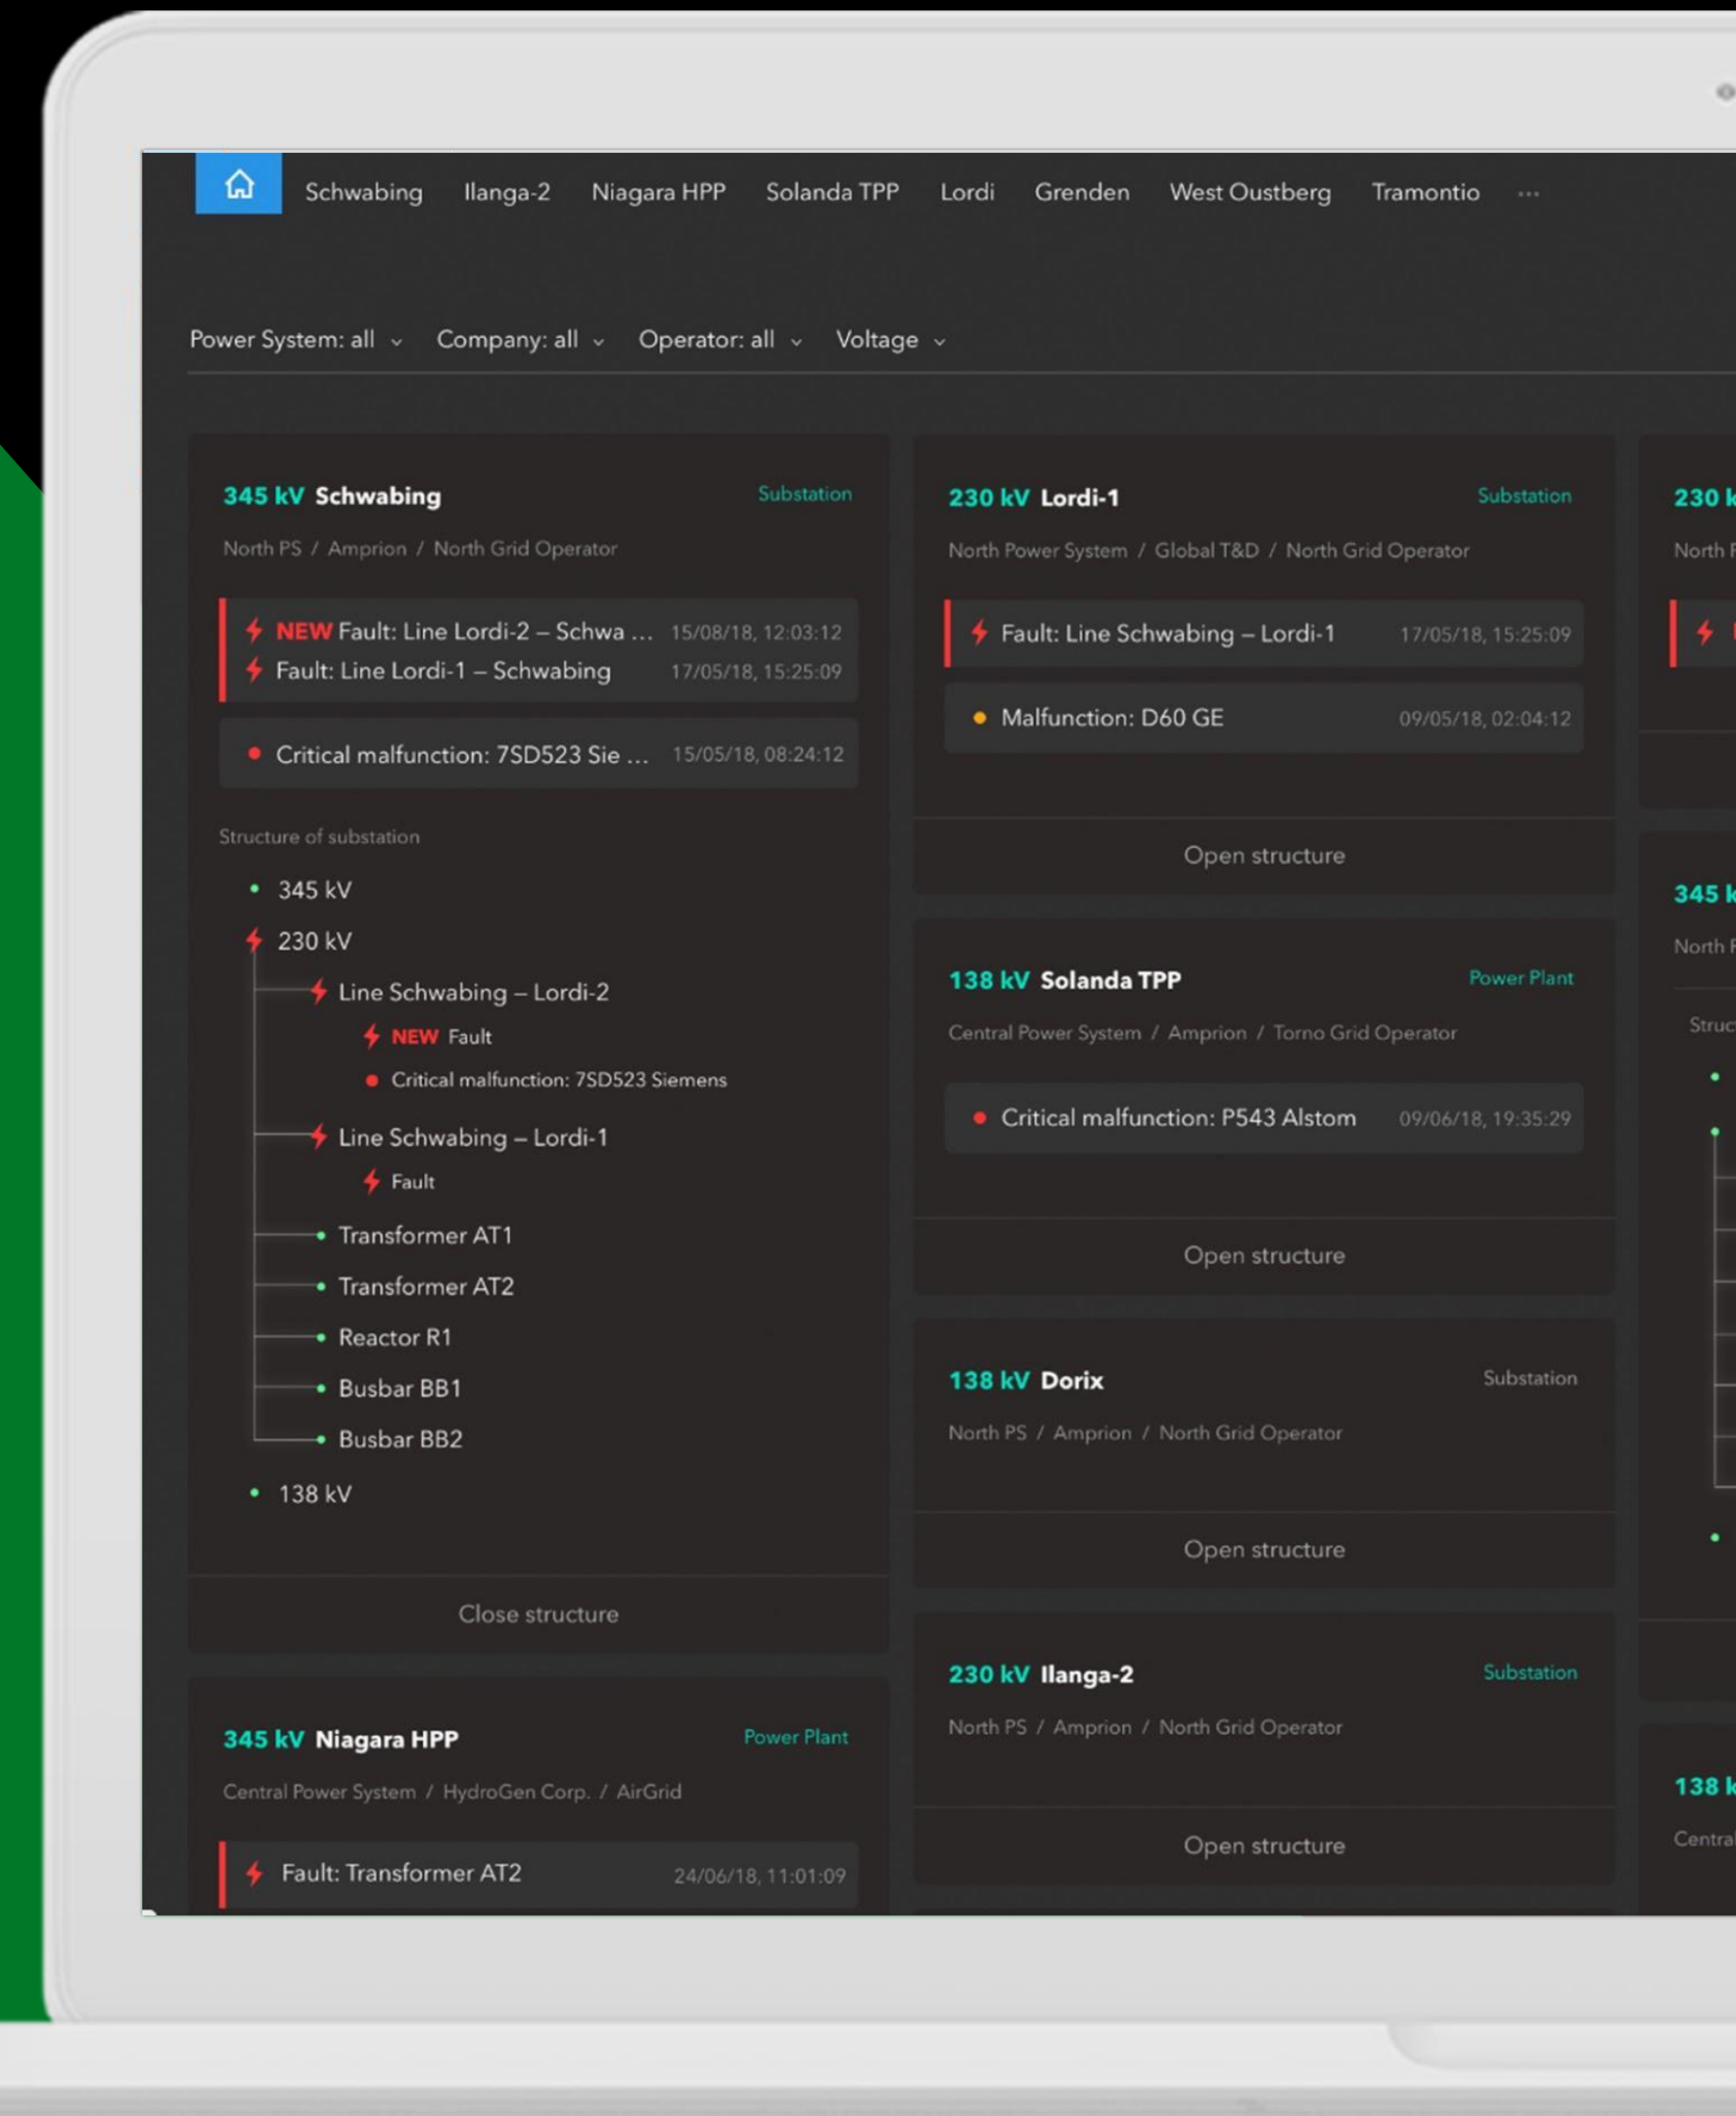 Schwabing Ilanga-2 Niagara HPP Solanda TPP Lordi Grenden West Oustberg Tramontio ...
Power System: all Company: all Operator: all Voltage
345 kV Schwabing Substation
North PS / Amprion / North Grid Operator
NEW Fault: Line Lordi-2 – Schwa ... 15/08/18, 12:03:12
Fault: Line Lordi-1 – Schwabing 17/05/18, 15:25:09
Critical malfunction: 7SD523 Sie ... 15/05/18, 08:24:12
Structure of substation
345 kV
230 kV
Line Schwabing – Lordi-2
NEW Fault
Critical malfunction: 7SD523 Siemens
Line Schwabing – Lordi-1
Fault
Transformer AT1
Transformer AT2
Reactor R1
Busbar BB1
Busbar BB2
138 kV
Close structure
345 kV Niagara HPP Power Plant
Central Power System / HydroGen Corp. / AirGrid
Fault: Transformer AT2 24/06/18, 11:01:09
230 kV Lordi-1 Substation
North Power System / Global T&D / North Grid Operator
Fault: Line Schwabing – Lordi-1 17/05/18, 15:25:09
Malfunction: D60 GE 09/05/18, 02:04:12
Open structure
138 kV Solanda TPP Power Plant
Central Power System / Amprion / Torno Grid Operator
Critical malfunction: P543 Alstom 09/06/18, 19:35:29
Open structure
138 kV Dorix Substation
North PS / Amprion / North Grid Operator
Open structure
230 kV Ilanga-2 Substation
North PS / Amprion / North Grid Operator
Open structure
230
North
345
North
Struc
138
Central